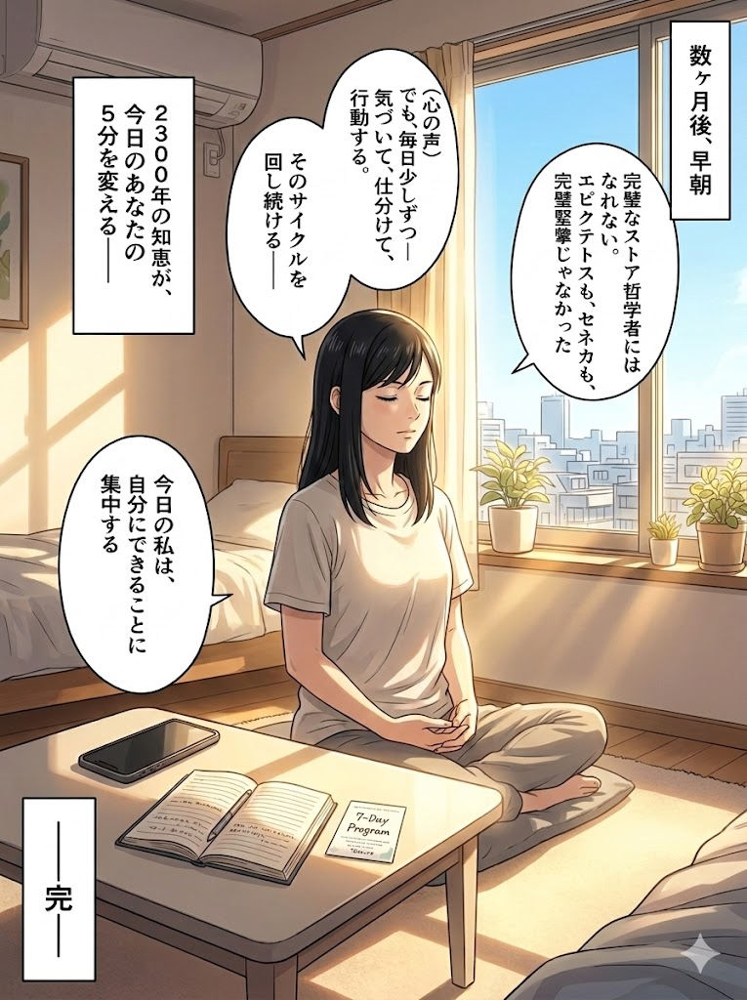 数ヶ月後、早朝
完璧なストア哲学者には
なれない。
エピクテトスも、セネカも、
完璧堅摩じゃなかった
(心の声)
でも、毎日少しずつ―
気づいて、仕分けて、
行動する。
そのサイクルを
回し続ける――
2300年の知恵が、
今日のあなたの
5分を変える――
今日の私は、
自分にできることに
集中する
7-Day
Program
――完――